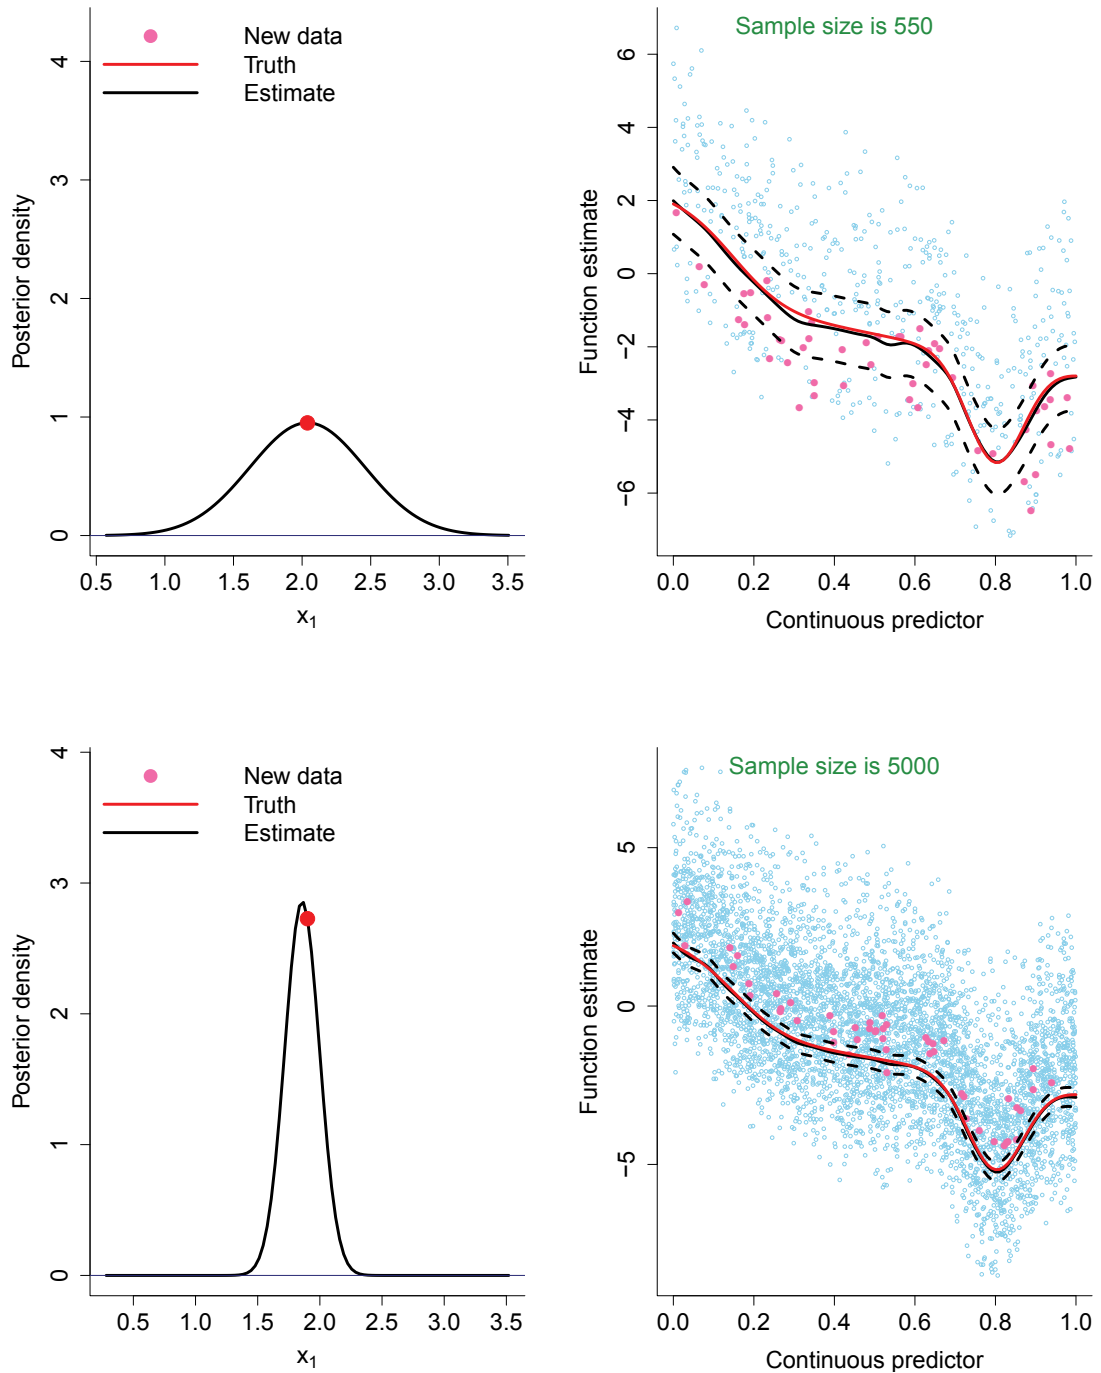 New data
Truth
Estimate
4
3
2
1
0
Posterior density
0.5 1.0 1.5 2.0 2.5 3.0 3.5
x₁
Sample size is 550
6
4
2
0
−2
−4
−6
Function estimate
0.0 0.2 0.4 0.6 0.8 1.0
Continuous predictor
New data
Truth
Estimate
4
3
2
1
0
Posterior density
0.5 1.0 1.5 2.0 2.5 3.0 3.5
x₁
Sample size is 5000
5
0
−5
Function estimate
0.0 0.2 0.4 0.6 0.8 1.0
Continuous predictor